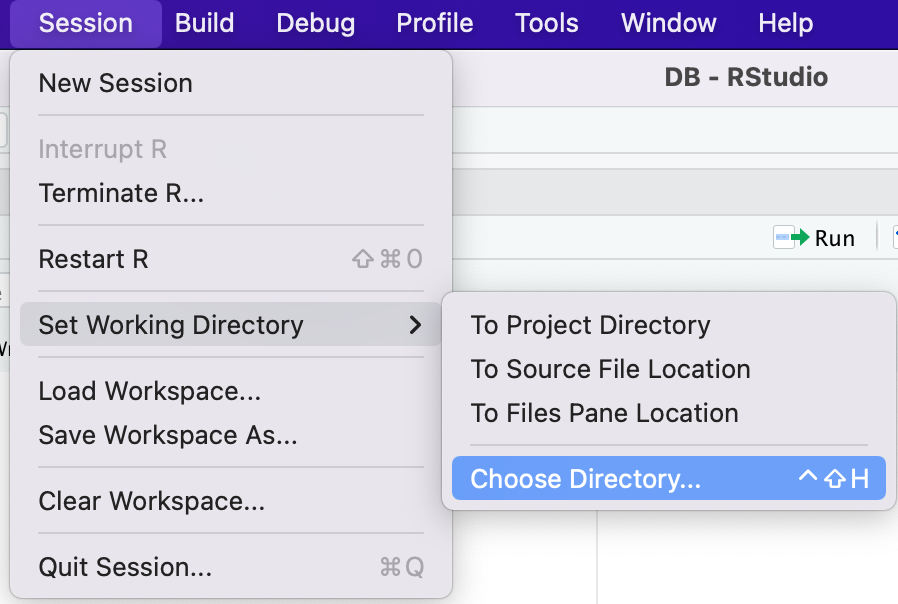 Session Build Debug Profile Tools Window Help
DB - RStudio
New Session
Interrupt R
Terminate R...
Run
Restart R ⇧⌘0
Set Working Directory >
To Project Directory
To Source File Location
To Files Pane Location
Choose Directory... ^⇧H
Load Workspace...
Save Workspace As...
Clear Workspace...
Quit Session... ⌘Q